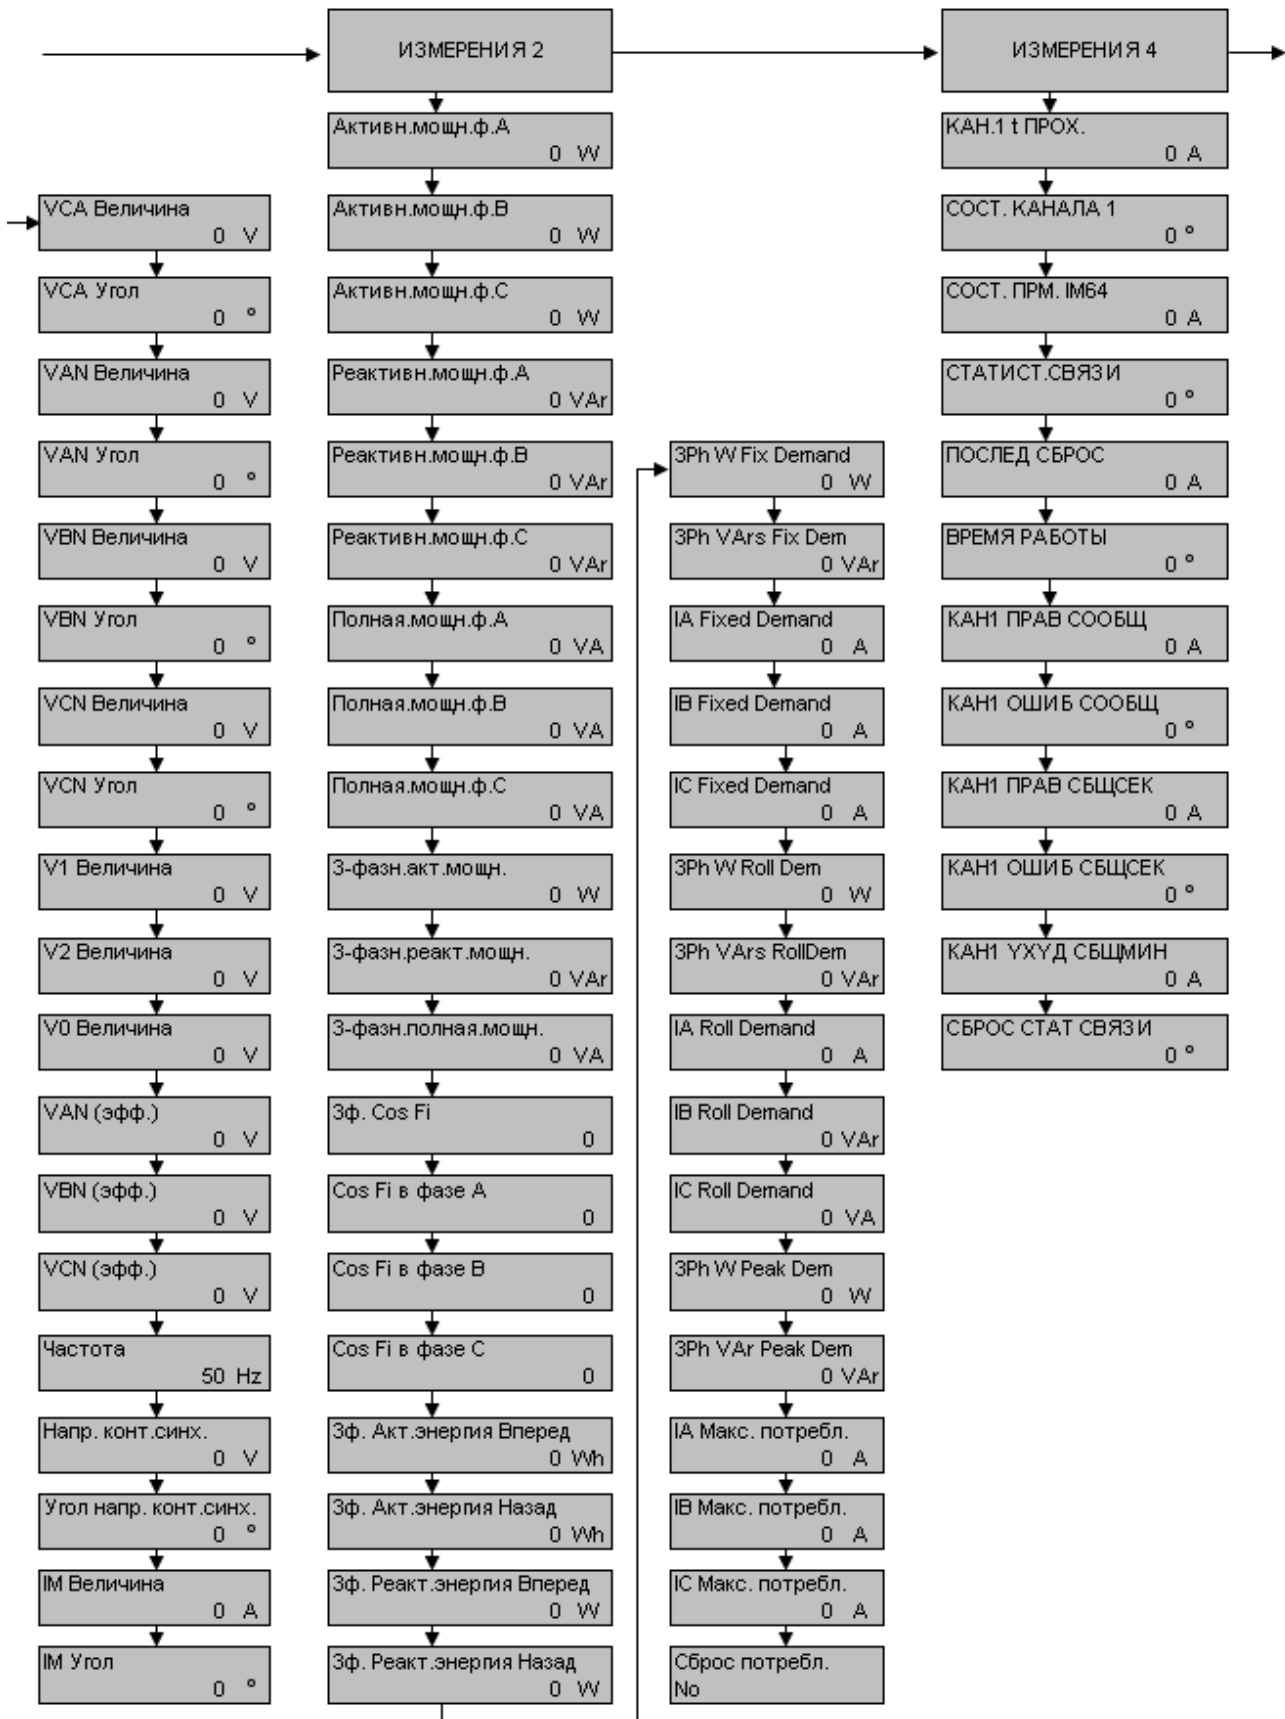 ИЗМЕРЕНИЯ 2
ИЗМЕРЕНИЯ 4
VCA Величина
0 V
VCA Угол
0 °
VAN Величина
0 V
VAN Угол
0 °
VBN Величина
0 V
VBN Угол
0 °
VCN Величина
0 V
VCN Угол
0 °
V1 Величина
0 V
V2 Величина
0 V
V0 Величина
0 V
VAN (эфф.)
0 V
VBN (эфф.)
0 V
VCN (эфф.)
0 V
Частота
50 Hz
Напр. конт.синх.
0 V
Угол напр. конт.синх.
0 °
IM Величина
0 A
IM Угол
0 °
Активн.мощн.ф.А
0 W
Активн.мощн.ф.В
0 W
Активн.мощн.ф.С
0 W
Реактивн.мощн.ф.А
0 VAr
Реактивн.мощн.ф.В
0 VAr
Реактивн.мощн.ф.С
0 VAr
Полная.мощн.ф.А
0 VA
Полная.мощн.ф.В
0 VA
Полная.мощн.ф.С
0 VA
3-фазн.акт.мощн.
0 W
3-фазн.реакт.мощн.
0 VAr
3-фазн.полная.мощн.
0 VA
3ф. Cos Fi
0
Cos Fi в фазе A
0
Cos Fi в фазе B
0
Cos Fi в фазе C
0
3ф. Акт.энергия Вперед
0 Wh
3ф. Акт.энергия Назад
0 Wh
3ф. Реакт.энергия Вперед
0 W
3ф. Реакт.энергия Назад
0 W
3Ph W Fix Demand
0 W
3Ph VArs Fix Dem
0 VAr
IA Fixed Demand
0 A
IB Fixed Demand
0 A
IC Fixed Demand
0 A
3Ph W Roll Dem
0 W
3Ph VArs RollDem
0 VAr
IA Roll Demand
0 A
IB Roll Demand
0 VAr
IC Roll Demand
0 VA
3Ph W Peak Dem
0 W
3Ph VAr Peak Dem
0 VAr
IA Макс. потребл.
0 A
IB Макс. потребл.
0 A
IC Макс. потребл.
0 A
Сброс потребл.
No
КАН.1 t ПРОХ.
0 A
СОСТ. КАНАЛА 1
0 °
СОСТ. ПРМ. IM64
0 A
СТАТИСТ.СВЯЗИ
0 °
ПОСЛЕД СБРОС
0 A
ВРЕМЯ РАБОТЫ
0 °
КАН1 ПРАВ СООБЩ
0 A
КАН1 ОШИБ СООБЩ
0 °
КАН1 ПРАВ СБЩСЕК
0 A
КАН1 ОШИБ СБЩСЕК
0 °
КАН1 YХYД СБЩМИН
0 A
СБРОС СТАТ СВЯЗИ
0 °